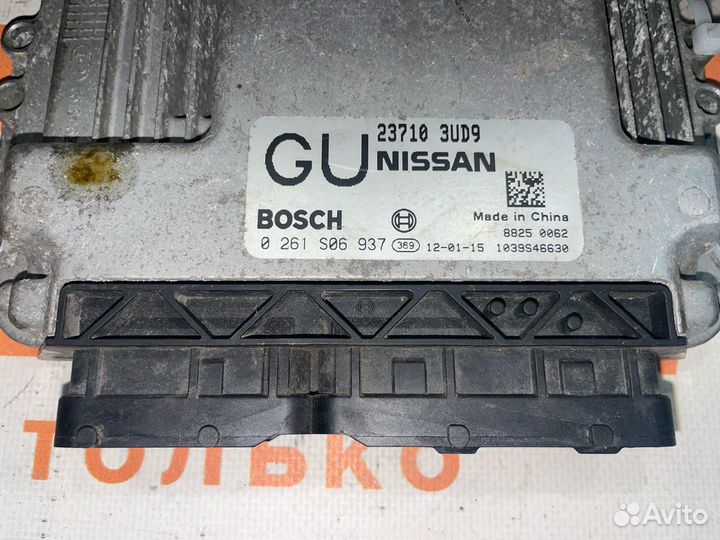 23710 3UD9
GU NISSAN
BOSCH
Made in China
8825 0062
0 261 S06 937 369 12-01-15 1039S46630
ТОЛЬКО
Avito